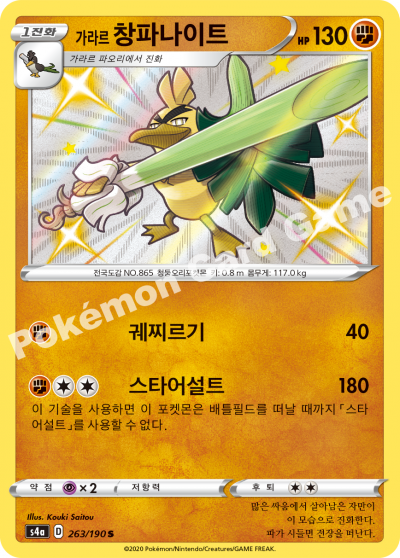 1진화
가라르 창파나이트 HP 130
가라르 파오리에서 진화
전국도감 NO.865 청둥오리포켓몬 키: 0.8 m 몸무게: 117.0 kg
Pokémon Card Game
궤찌르기 40
스타어설트 180
이 기술을 사용하면 이 포켓몬은 배틀필드를 떠날 때까지 「스타
어설트」를 사용할 수 없다.
약점 ×2 저항력 후퇴
Illus. Kouki Saitou
s4a D 263/190 S
많은 싸움에서 살아남은 자만이
이 모습으로 진화한다.
파가 시들면 전장을 떠난다.
©2020 Pokémon/Nintendo/Creatures/GAME FREAK.